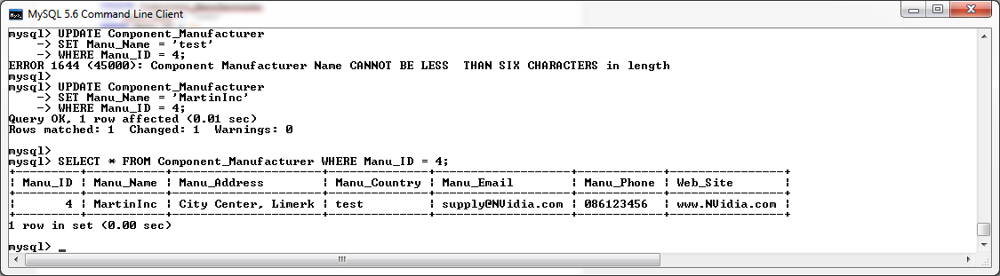 MySQL 5.6 Command Line Client
mysql> UPDATE Component_Manufacturer
    -> SET Manu_Name = 'test'
    -> WHERE Manu_ID = 4;
ERROR 1644 (45000): Component Manufacturer Name CANNOT BE LESS  THAN SIX CHARACTERS in length
mysql>
mysql> UPDATE Component_Manufacturer
    -> SET Manu_Name = 'MartinInc'
    -> WHERE Manu_ID = 4;
Query OK, 1 row affected (0.01 sec)
Rows matched: 1  Changed: 1  Warnings: 0
mysql>
mysql> SELECT * FROM Component_Manufacturer WHERE Manu_ID = 4;
+---------+-----------+---------------------+--------------+-------------------+------------+----------------+
| Manu_ID | Manu_Name | Manu_Address        | Manu_Country | Manu_Email        | Manu_Phone | Web_Site       |
+---------+-----------+---------------------+--------------+-------------------+------------+----------------+
|       4 | MartinInc | City Center, Limerk | test         | supply@NVidia.com | 086123456  | www.NVidia.com |
+---------+-----------+---------------------+--------------+-------------------+------------+----------------+
1 row in set (0.00 sec)
mysql> _